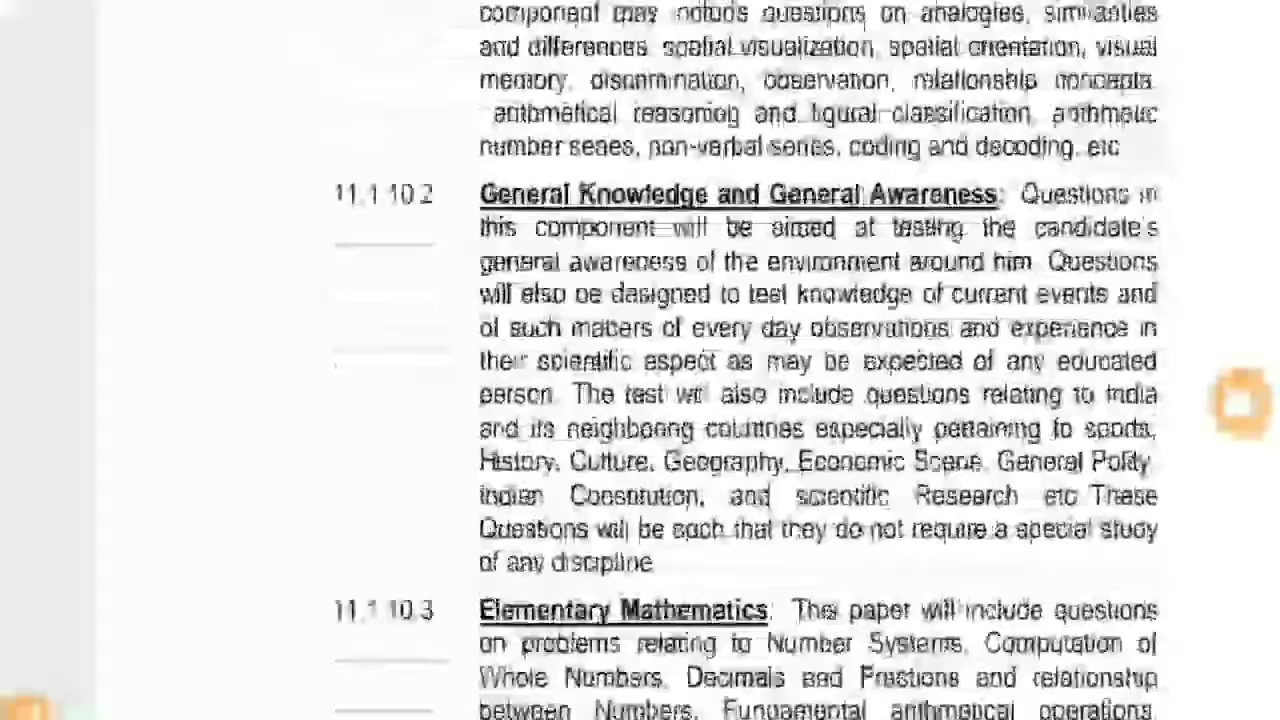 component may include questions on analogies, similarities
and differences, spatial visualization, spatial orientation, visual
memory, discrimination, observation, relationship concepts,
arithmetical reasoning and figural classification, arithmetic
number series, non-verbal series, coding and decoding, etc
11.1.10.2 General Knowledge and General Awareness: Questions in
this component will be aimed at testing the candidate's
general awareness of the environment around him. Questions
will also be designed to test knowledge of current events and
of such matters of every day observations and experience in
their scientific aspect as may be expected of any educated
person. The test will also include questions relating to India
and its neighboring countries especially pertaining to sports,
History, Culture, Geography, Economic Scene, General Polity,
Indian Constitution, and scientific Research etc These
Questions will be such that they do not require a special study
of any discipline
11.1.10.3 Elementary Mathematics: This paper will include questions
on problems relating to Number Systems, Computation of
Whole Numbers, Decimals and Fractions and relationship
between Numbers, Fundamental arithmetical operations,